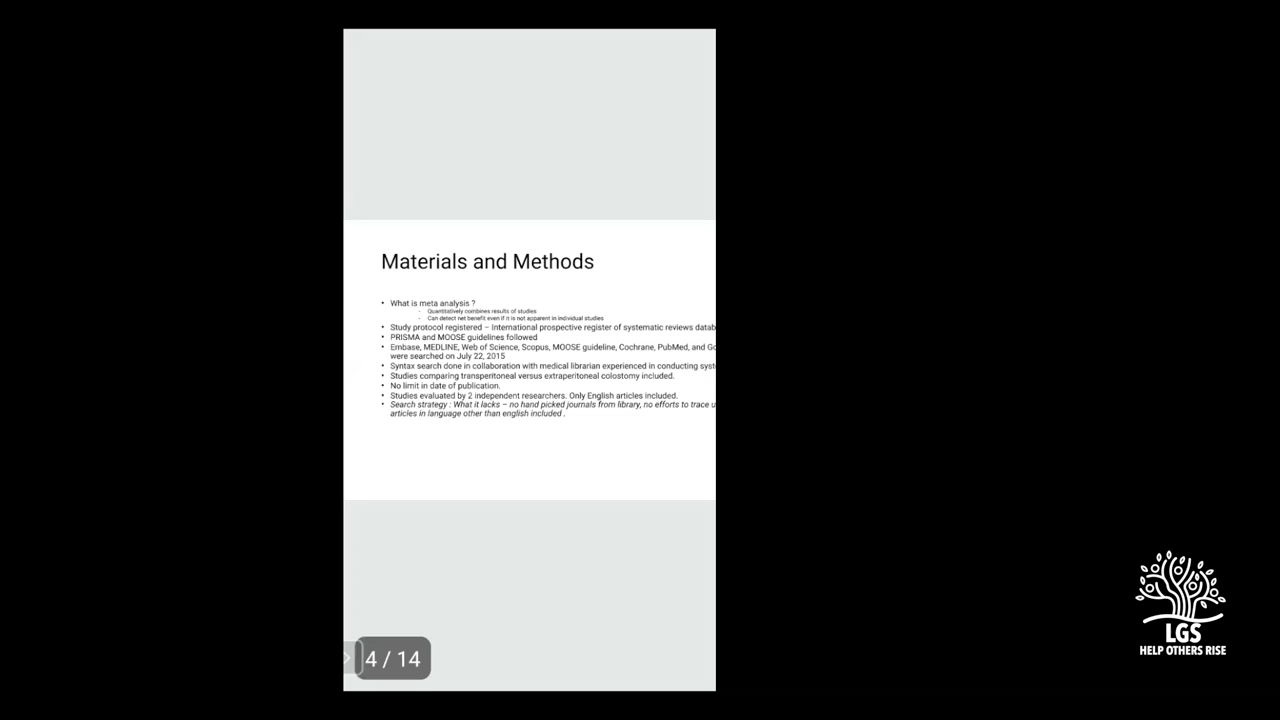 Materials and Methods
• What is meta analysis ?
- Quantitatively combines results of studies
- Can detect net benefit even if it is not apparent in individual studies
• Study protocol registered – International prospective register of systematic reviews
• PRISMA and MOOSE guidelines followed
• Embase, MEDLINE, Web of Science, Scopus, MOOSE guideline, Cochrane, PubMed, and
were searched on July 22, 2015
• Syntax search done in collaboration with medical librarian experienced in conducting
• Studies comparing transperitoneal versus extraperitoneal colostomy included.
• No limit in date of publication.
• Studies evaluated by 2 independent researchers. Only English articles included.
• Search strategy : What it lacks – no hand picked journals from library, no efforts to trace
articles in language other than english included .
4 / 14
LGS
HELP OTHERS RISE